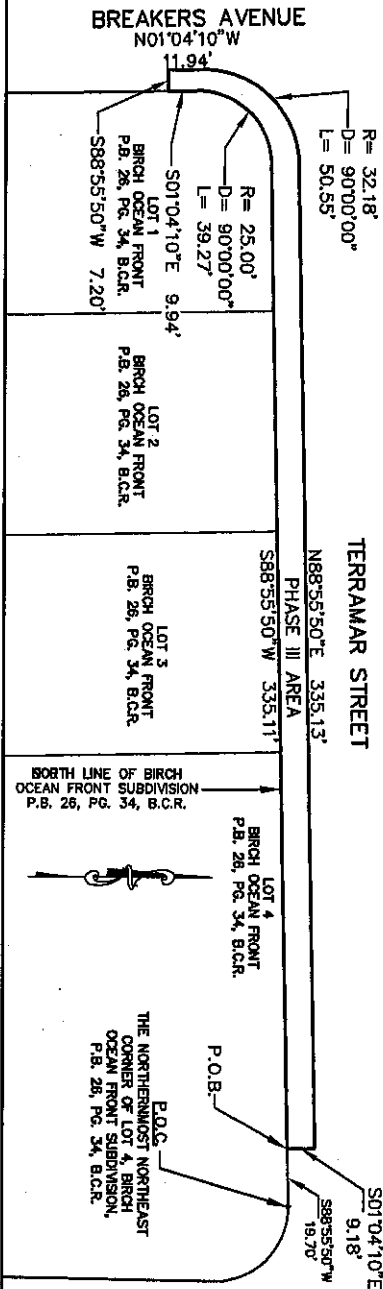 BREAKERS AVENUE
N01°04'10"W
11.94'
R= 32.18'
D= 90°00'00"
L= 50.55'
R= 25.00'
D= 90°00'00"
L= 39.27'
S01°04'10"E 9.94'
LOT 1
BIRCH OCEAN FRONT
P.B. 26, PG. 34, B.C.R.
S88°55'50"W 7.20'
LOT 2
BIRCH OCEAN FRONT
P.B. 26, PG. 34, B.C.R.
TERRAMAR STREET
N88°55'50"E 335.13'
PHASE III AREA
S88°55'50"W 335.11'
LOT 3
BIRCH OCEAN FRONT
P.B. 26, PG. 34, B.C.R.
NORTH LINE OF BIRCH
OCEAN FRONT SUBDIVISION
P.B. 26, PG. 34, B.C.R.
LOT 4
BIRCH OCEAN FRONT
P.B. 26, PG. 34, B.C.R.
P.O.B.
S01°04'10"E
9.18'
S88°55'50"W
19.70'
P.O.C.
THE NORTHERNMOST NORTHEAST
CORNER OF LOT 4, BIRCH
OCEAN FRONT SUBDIVISION,
P.B. 26, PG. 34, B.C.R.